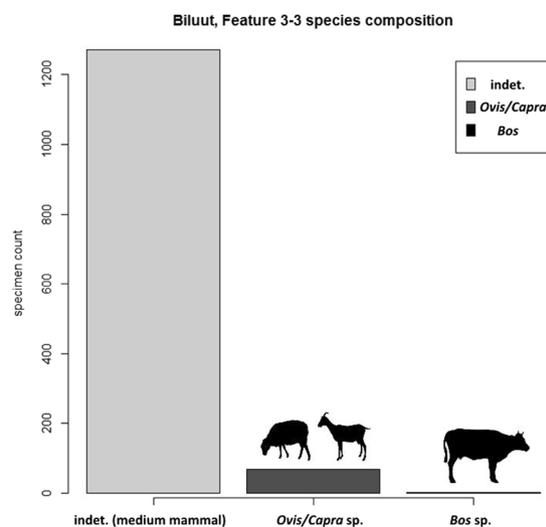 Biluut, Feature 3-3 species composition
indet.
Ovis/Capra
Bos
specimen count
1200
1000
800
600
400
200
0
indet. (medium mammal)
Ovis/Capra sp.
Bos sp.